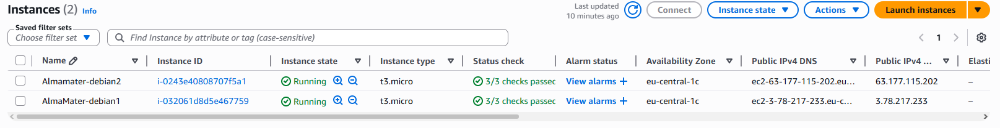 Instances (2) Info
Last updated
10 minutes ago
Connect
Instance state
Actions
Launch instances
Saved filter sets
Choose filter set
Find Instance by attribute or tag (case-sensitive)
1
Name Instance ID Instance state Instance type Status check Alarm status Availability Zone Public IPv4 DNS Public IPv4 ... Elasti
Almamater-debian2 i-0243e40808707f5a1 Running t3.micro 3/3 checks passec View alarms + eu-central-1c ec2-63-177-115-202.eu... 63.177.115.202 –
AlmaMater-debian1 i-032061d8d5e467759 Running t3.micro 3/3 checks passec View alarms + eu-central-1c ec2-3-78-217-233.eu-c... 3.78.217.233 –